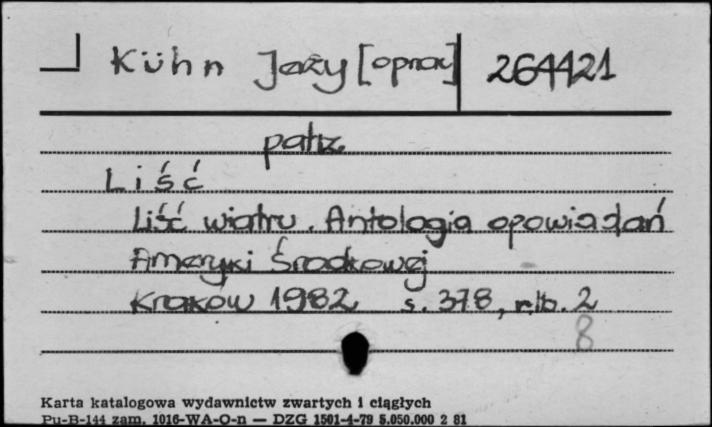 Kühn Jerzy [oprac] 264421
patrz
Liść
Liść wiatru. Antologia opowiadań
Ameryki Środkowej
Kraków 1982 s. 378, nlb. 2
8
Karta katalogowa wydawnictw zwartych i ciągłych
Pu-B-144 zam. 1016-WA-O-n — DZG 1501-4-79 5.050.000 2 81